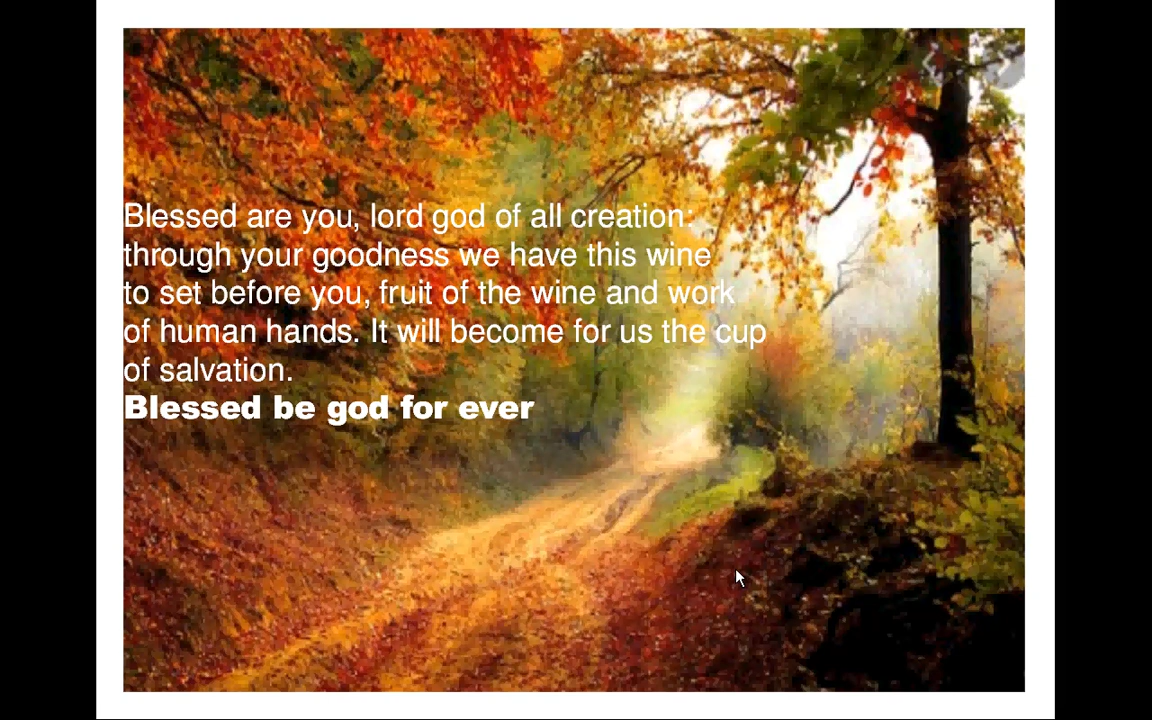 Blessed are you, lord god of all creation:
through your goodness we have this wine
to set before you, fruit of the wine and work
of human hands. It will become for us the cup
of salvation.
Blessed be god for ever